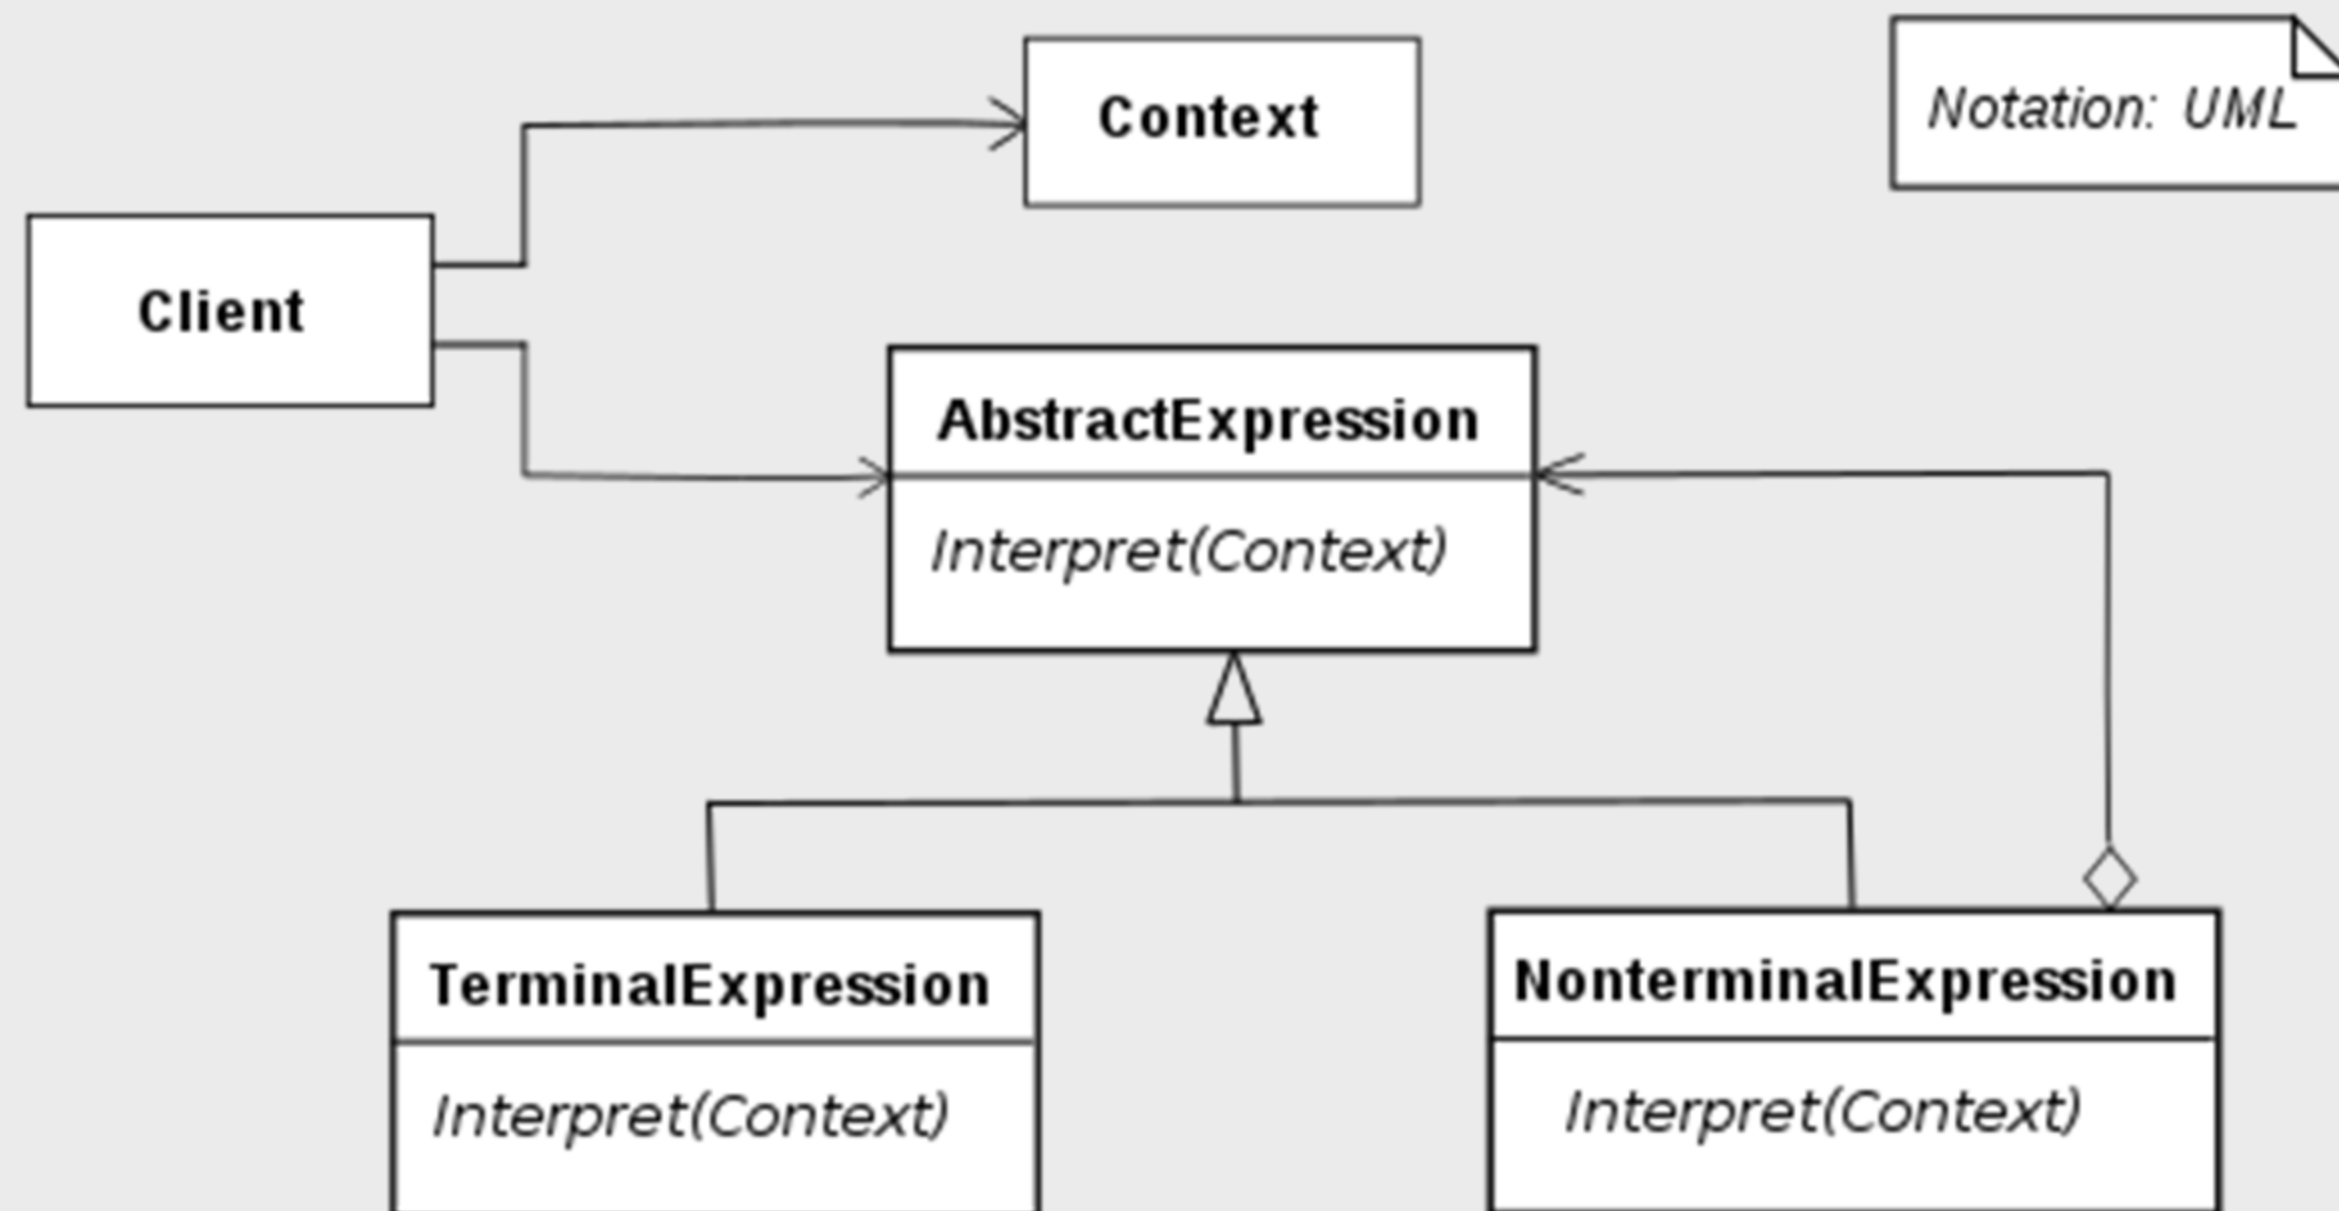 Context
Notation: UML
Client
AbstractExpression
Interpret(Context)
TerminalExpression
NonterminalExpression
Interpret(Context)
Interpret(Context)